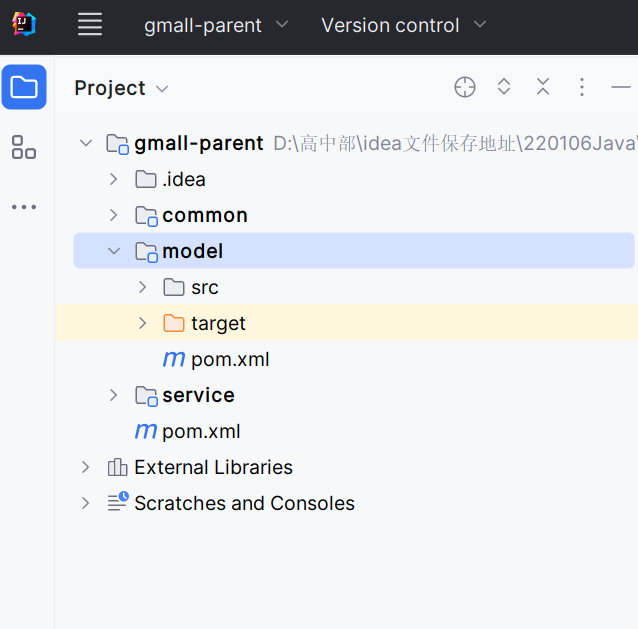 gmall-parent Version control
Project
gmall-parent D:\高中部\idea文件保存地址\220106Java\
.idea
common
model
src
target
m pom.xml
service
m pom.xml
External Libraries
Scratches and Consoles